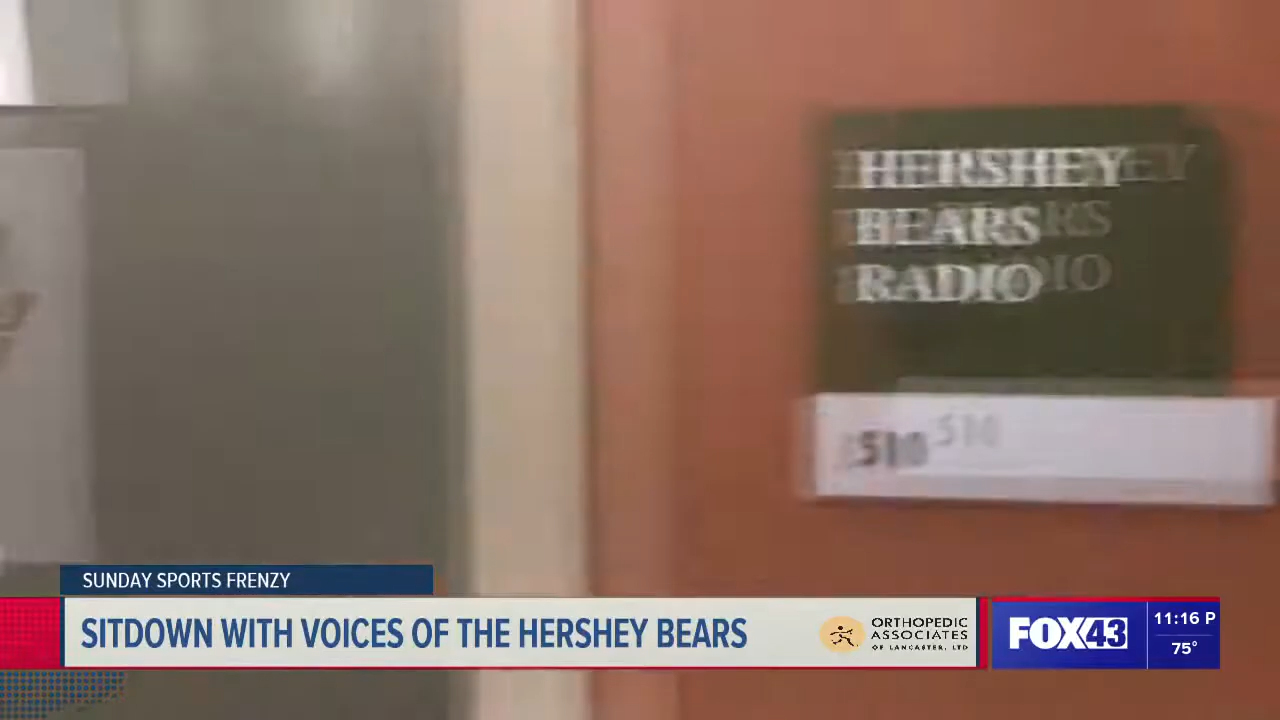 HERSHEY
BEARS
RADIO
510
SUNDAY SPORTS FRENZY
SITDOWN WITH VOICES OF THE HERSHEY BEARS
ORTHOPEDIC
ASSOCIATES
OF LANCASTER, LTD
FOX43
11:16 P
75°